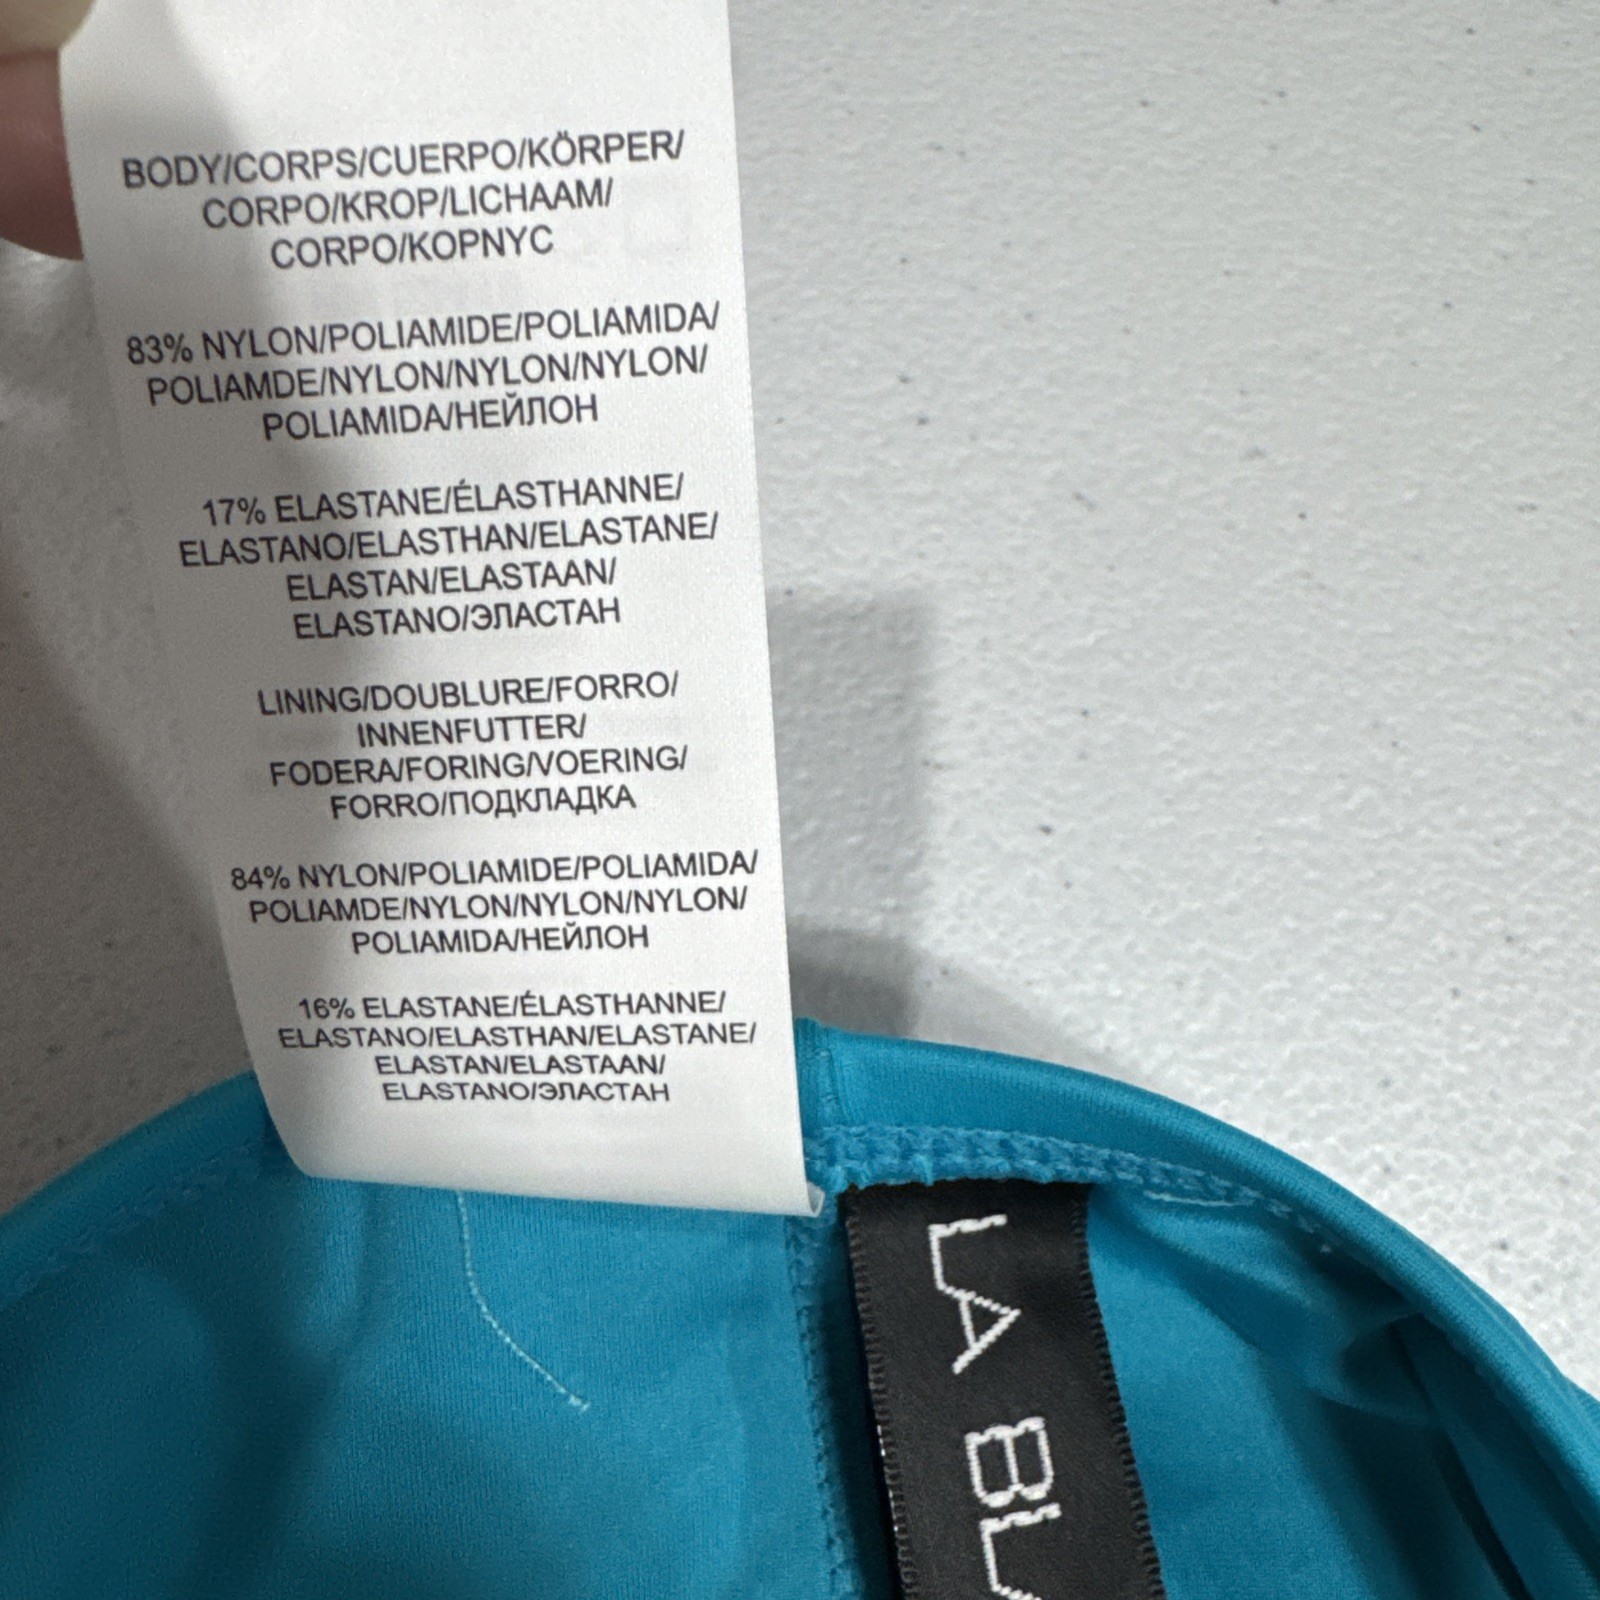 BODY/CORPS/CUERPO/KÖRPER/
CORPO/KROP/LICHAAM/
CORPO/KOPNYC
83% NYLON/POLIAMIDE/POLIAMIDA/
POLIAMDE/NYLON/NYLON/NYLON/
POLIAMIDA/НЕЙЛОН
17% ELASTANE/ÉLASTHANNE/
ELASTANO/ELASTHAN/ELASTANE/
ELASTAN/ELASTAAN/
ELASTANO/ЭЛАСТАН
LINING/DOUBLURE/FORRO/
INNENFUTTER/
FODERA/FORING/VOERING/
FORRO/ПОДКЛАДКА
84% NYLON/POLIAMIDE/POLIAMIDA/
POLIAMDE/NYLON/NYLON/NYLON/
POLIAMIDA/НЕЙЛОН
16% ELASTANE/ÉLASTHANNE/
ELASTANO/ELASTHAN/ELASTANE/
ELASTAN/ELASTAAN/
ELASTANO/ЭЛАСТАН
LA